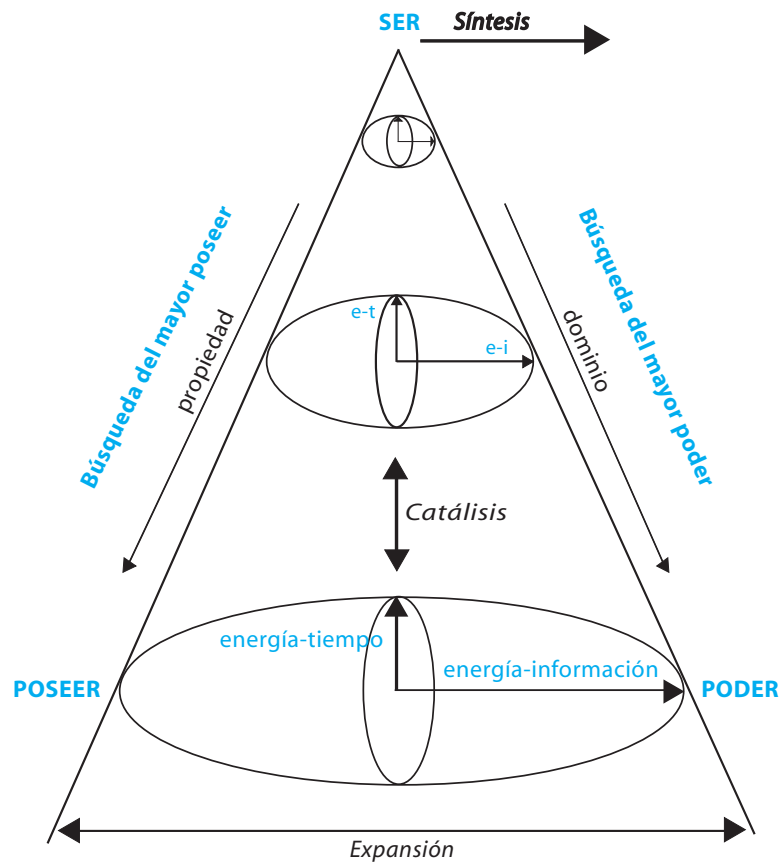 SER
Síntesis
Búsqueda del mayor poseer
propiedad
Búsqueda del mayor poder
dominio
e-t
e-i
Catálisis
energía-tiempo
energía-información
POSEER
PODER
Expansión